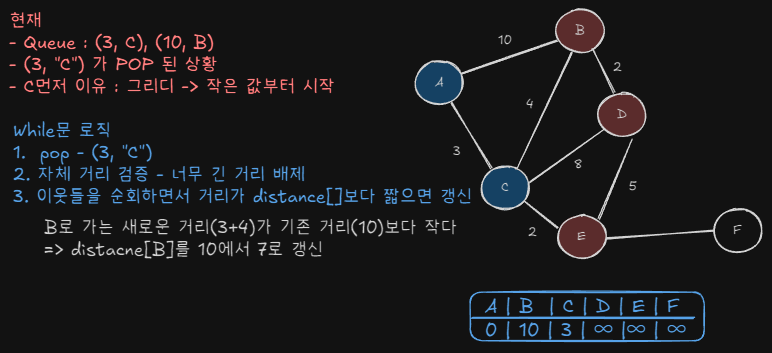 현재
- Queue : (3, C), (10, B)
- (3, "C") 가 POP 된 상황
- C먼저 이유 : 그리디 -> 작은 값부터 시작
While문 로직
1. pop - (3, "C")
2. 자체 거리 검증 - 너무 긴 거리 배제
3. 이웃들을 순회하면서 거리가 distance[]보다 짧으면 갱신
B로 가는 새로운 거리(3+4)가 기존 거리(10)보다 작다
=> distacne[B]를 10에서 7로 갱신
B
10
2
A
4
D
3
8
C
5
2
E
F
A | B | C | D | E | F
0 | 10 | 3 | ∞ | ∞ | ∞